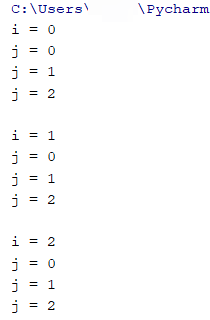 C:\Users\ \Pycharm
i = 0
j = 0
j = 1
j = 2
i = 1
j = 0
j = 1
j = 2
i = 2
j = 0
j = 1
j = 2